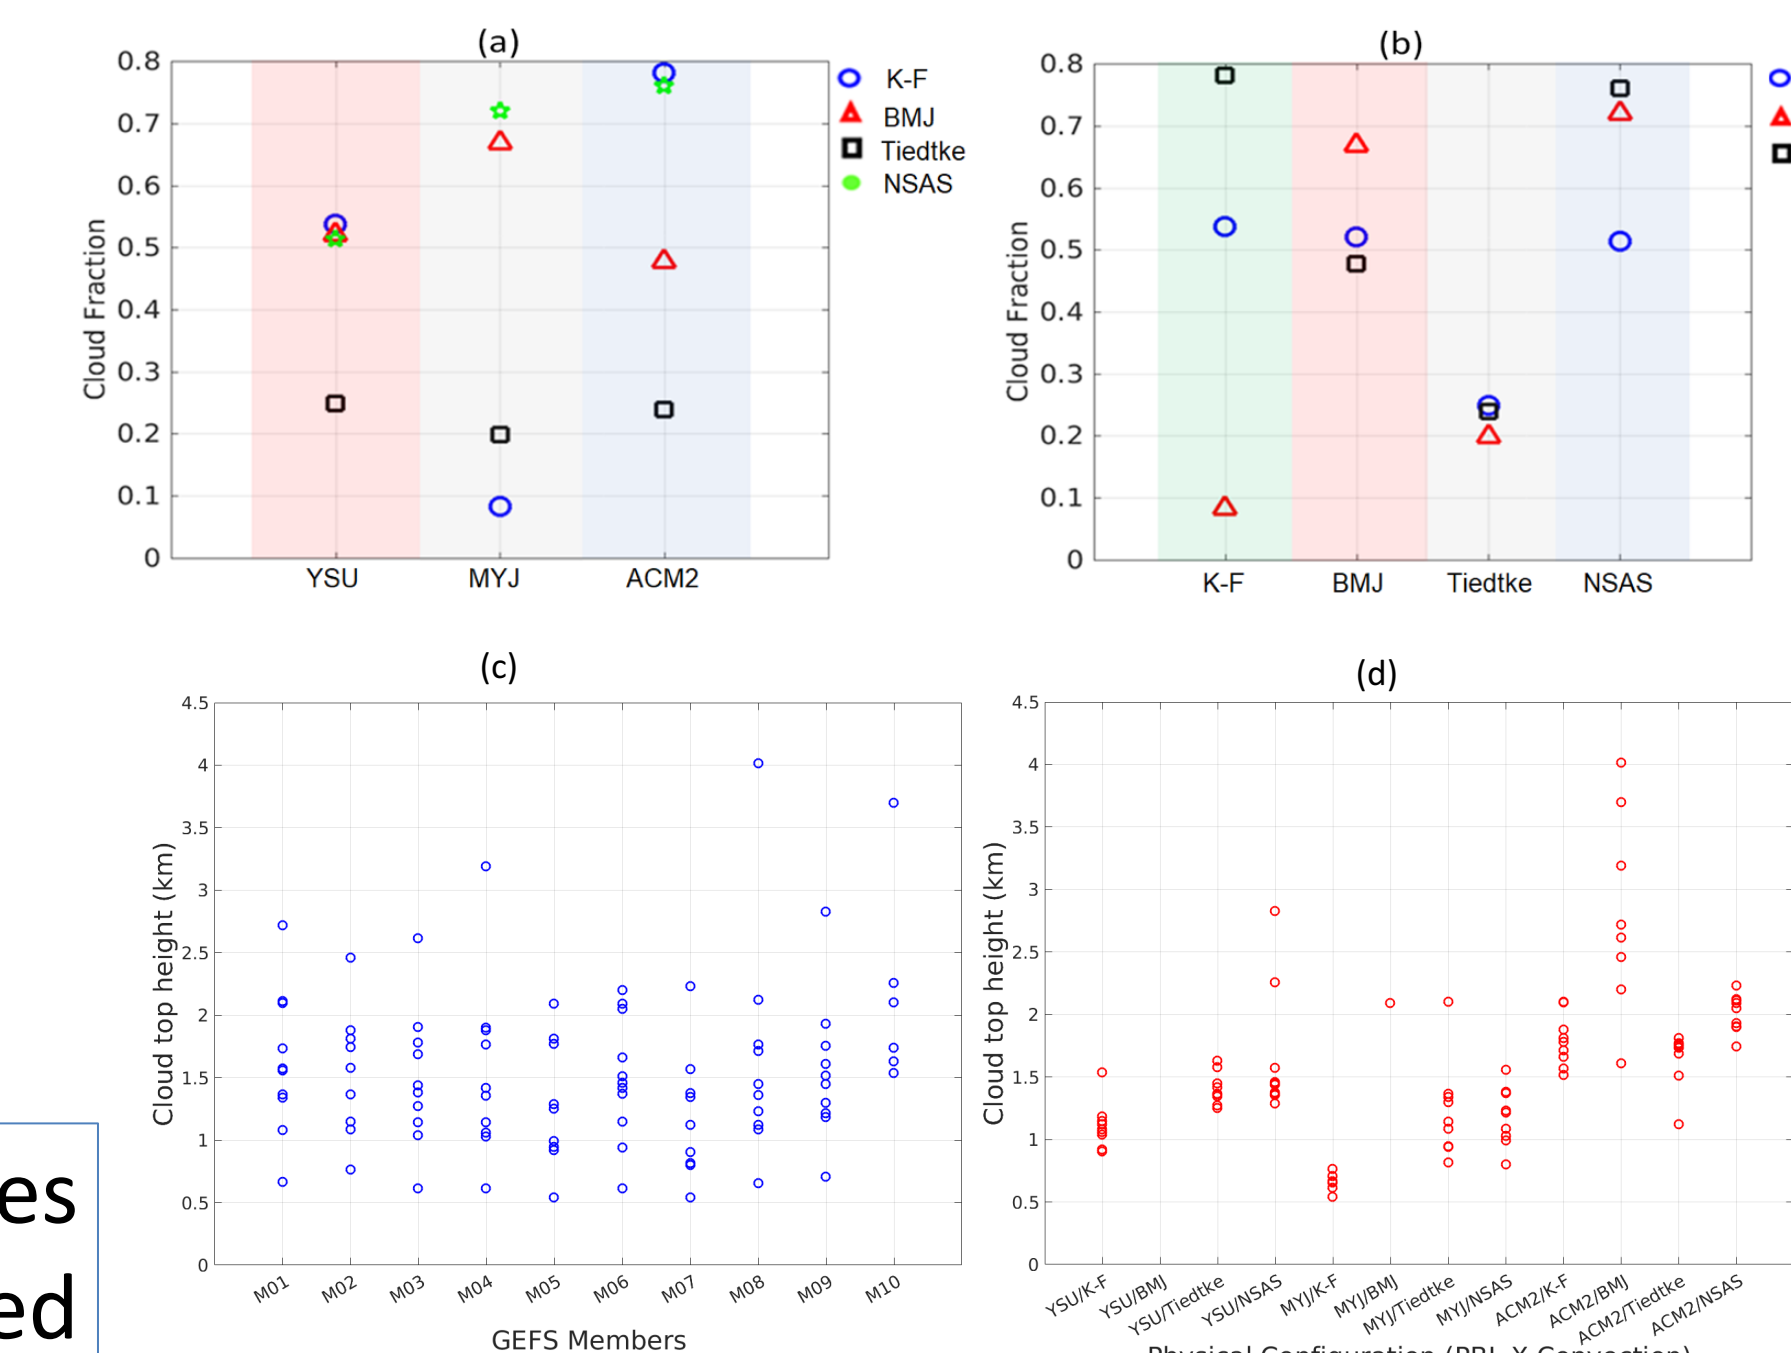 (a)
0.8
0.7
0.6
0.5
0.4
0.3
0.2
0.1
0
Cloud Fraction
YSU MYJ ACM2
K-F
BMJ
Tiedtke
NSAS
(b)
0.8
0.7
0.6
0.5
0.4
0.3
0.2
0.1
0
Cloud Fraction
K-F BMJ Tiedtke NSAS
(c)
4.5
4
3.5
3
2.5
2
1.5
1
0.5
0
Cloud top height (km)
M01 M02 M03 M04 M05 M06 M07 M08 M09 M10
GEFS Members
(d)
4.5
4
3.5
3
2.5
2
1.5
1
0.5
0
Cloud top height (km)
YSU/K-F YSU/BMJ YSU/Tiedtke YSU/NSAS MYJ/K-F MYJ/BMJ MYJ/Tiedtke MYJ/NSAS ACM2/K-F ACM2/BMJ ACM2/Tiedtke ACM2/NSAS
Physical Configuration (PBL X Convection)
es
ed